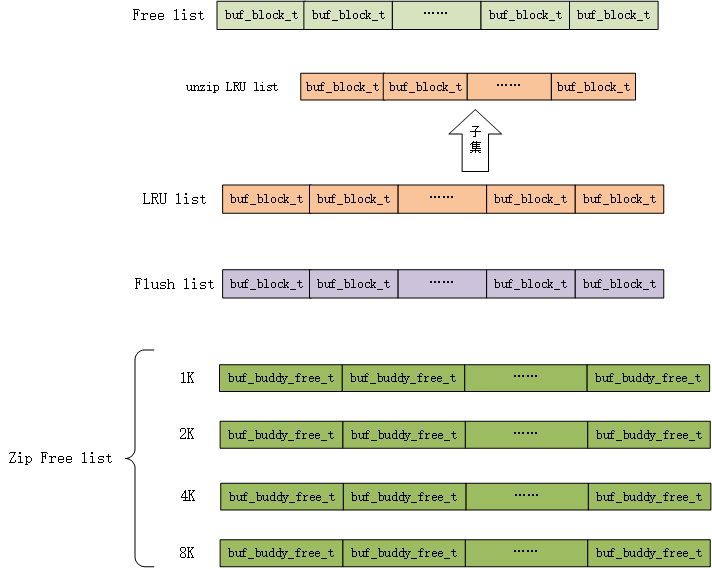 Free list buf_block_t buf_block_t ⋯⋯ buf_block_t buf_block_t
unzip LRU list buf_block_t buf_block_t ⋯⋯ buf_block_t
子
集
LRU list buf_block_t buf_block_t ⋯⋯ buf_block_t buf_block_t
Flush list buf_block_t buf_block_t ⋯⋯ buf_block_t buf_block_t
1K buf_buddy_free_t buf_buddy_free_t ⋯⋯ buf_buddy_free_t
2K buf_buddy_free_t buf_buddy_free_t ⋯⋯ buf_buddy_free_t
Zip Free list
4K buf_buddy_free_t buf_buddy_free_t ⋯⋯ buf_buddy_free_t
8K buf_buddy_free_t buf_buddy_free_t ⋯⋯ buf_buddy_free_t